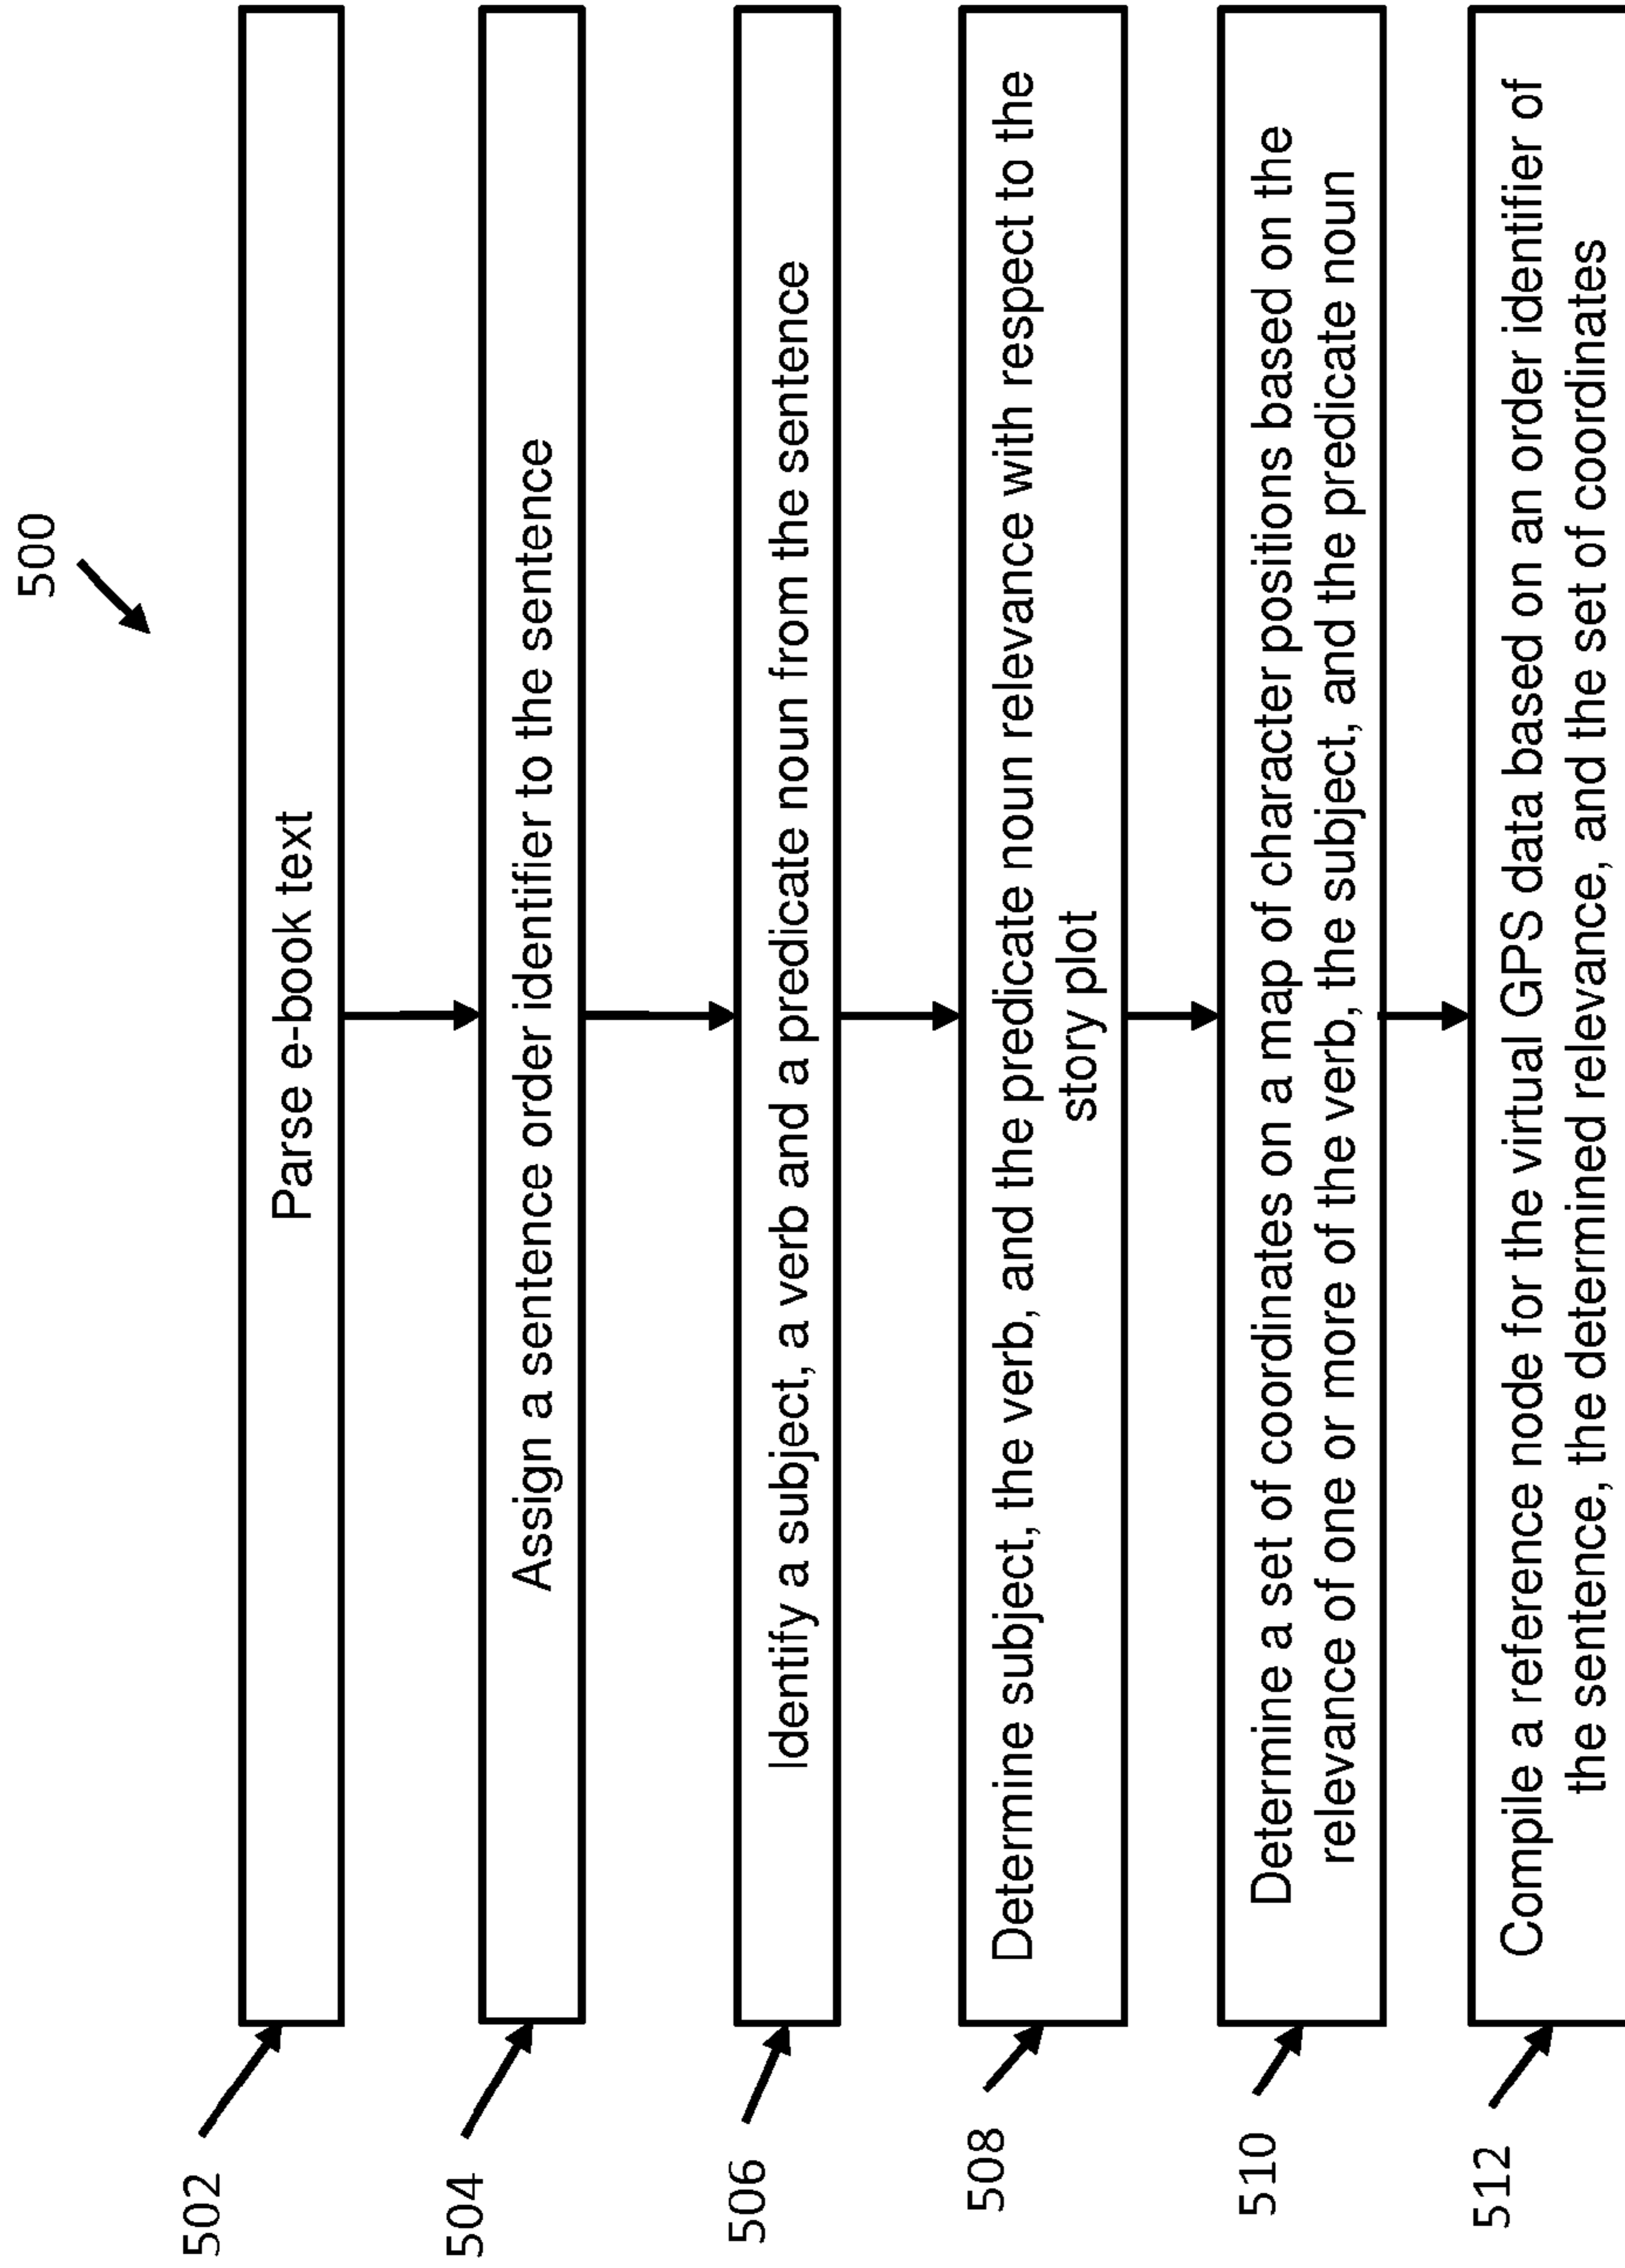 500
502
Parse e-book text
504
Assign a sentence order identifier to the sentence
506
Identify a subject, a verb and a predicate noun from the sentence
508
Determine subject, the verb, and the predicate noun relevance with respect to the
story plot
510
Determine a set of coordinates on a map of character positions based on the
relevance of one or more of the verb, the subject, and the predicate noun
512
Compile a reference node for the virtual GPS data based on an order identifier of
the sentence, the determined relevance, and the set of coordinates